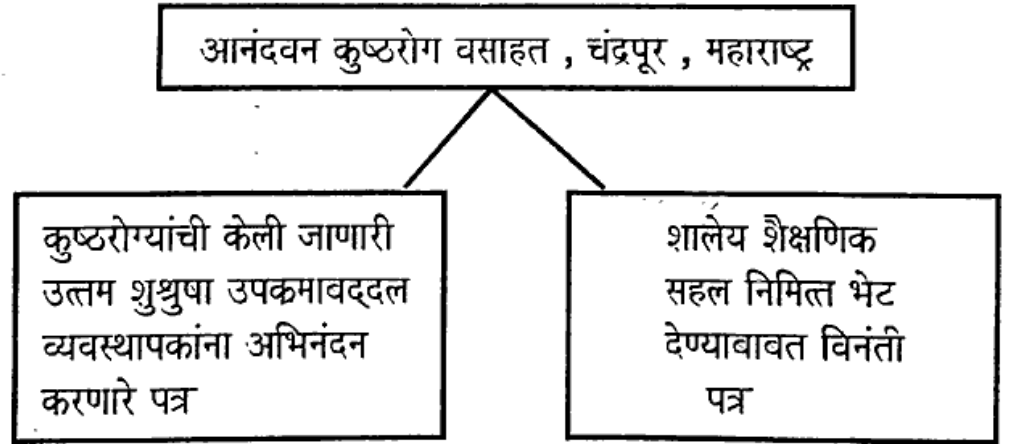 आनंदवन कुष्ठरोग वसाहत , चंद्रपूर , महाराष्ट्र
कुष्ठरोग्यांची केली जाणारी
उत्तम शुश्रुषा उपक्रमावद्दल
व्यवस्थापकांना अभिनंदन
करणारे पत्र
शालेय शैक्षणिक
सहल निमित्त भेट
देण्याबाबत विनंती
पत्र